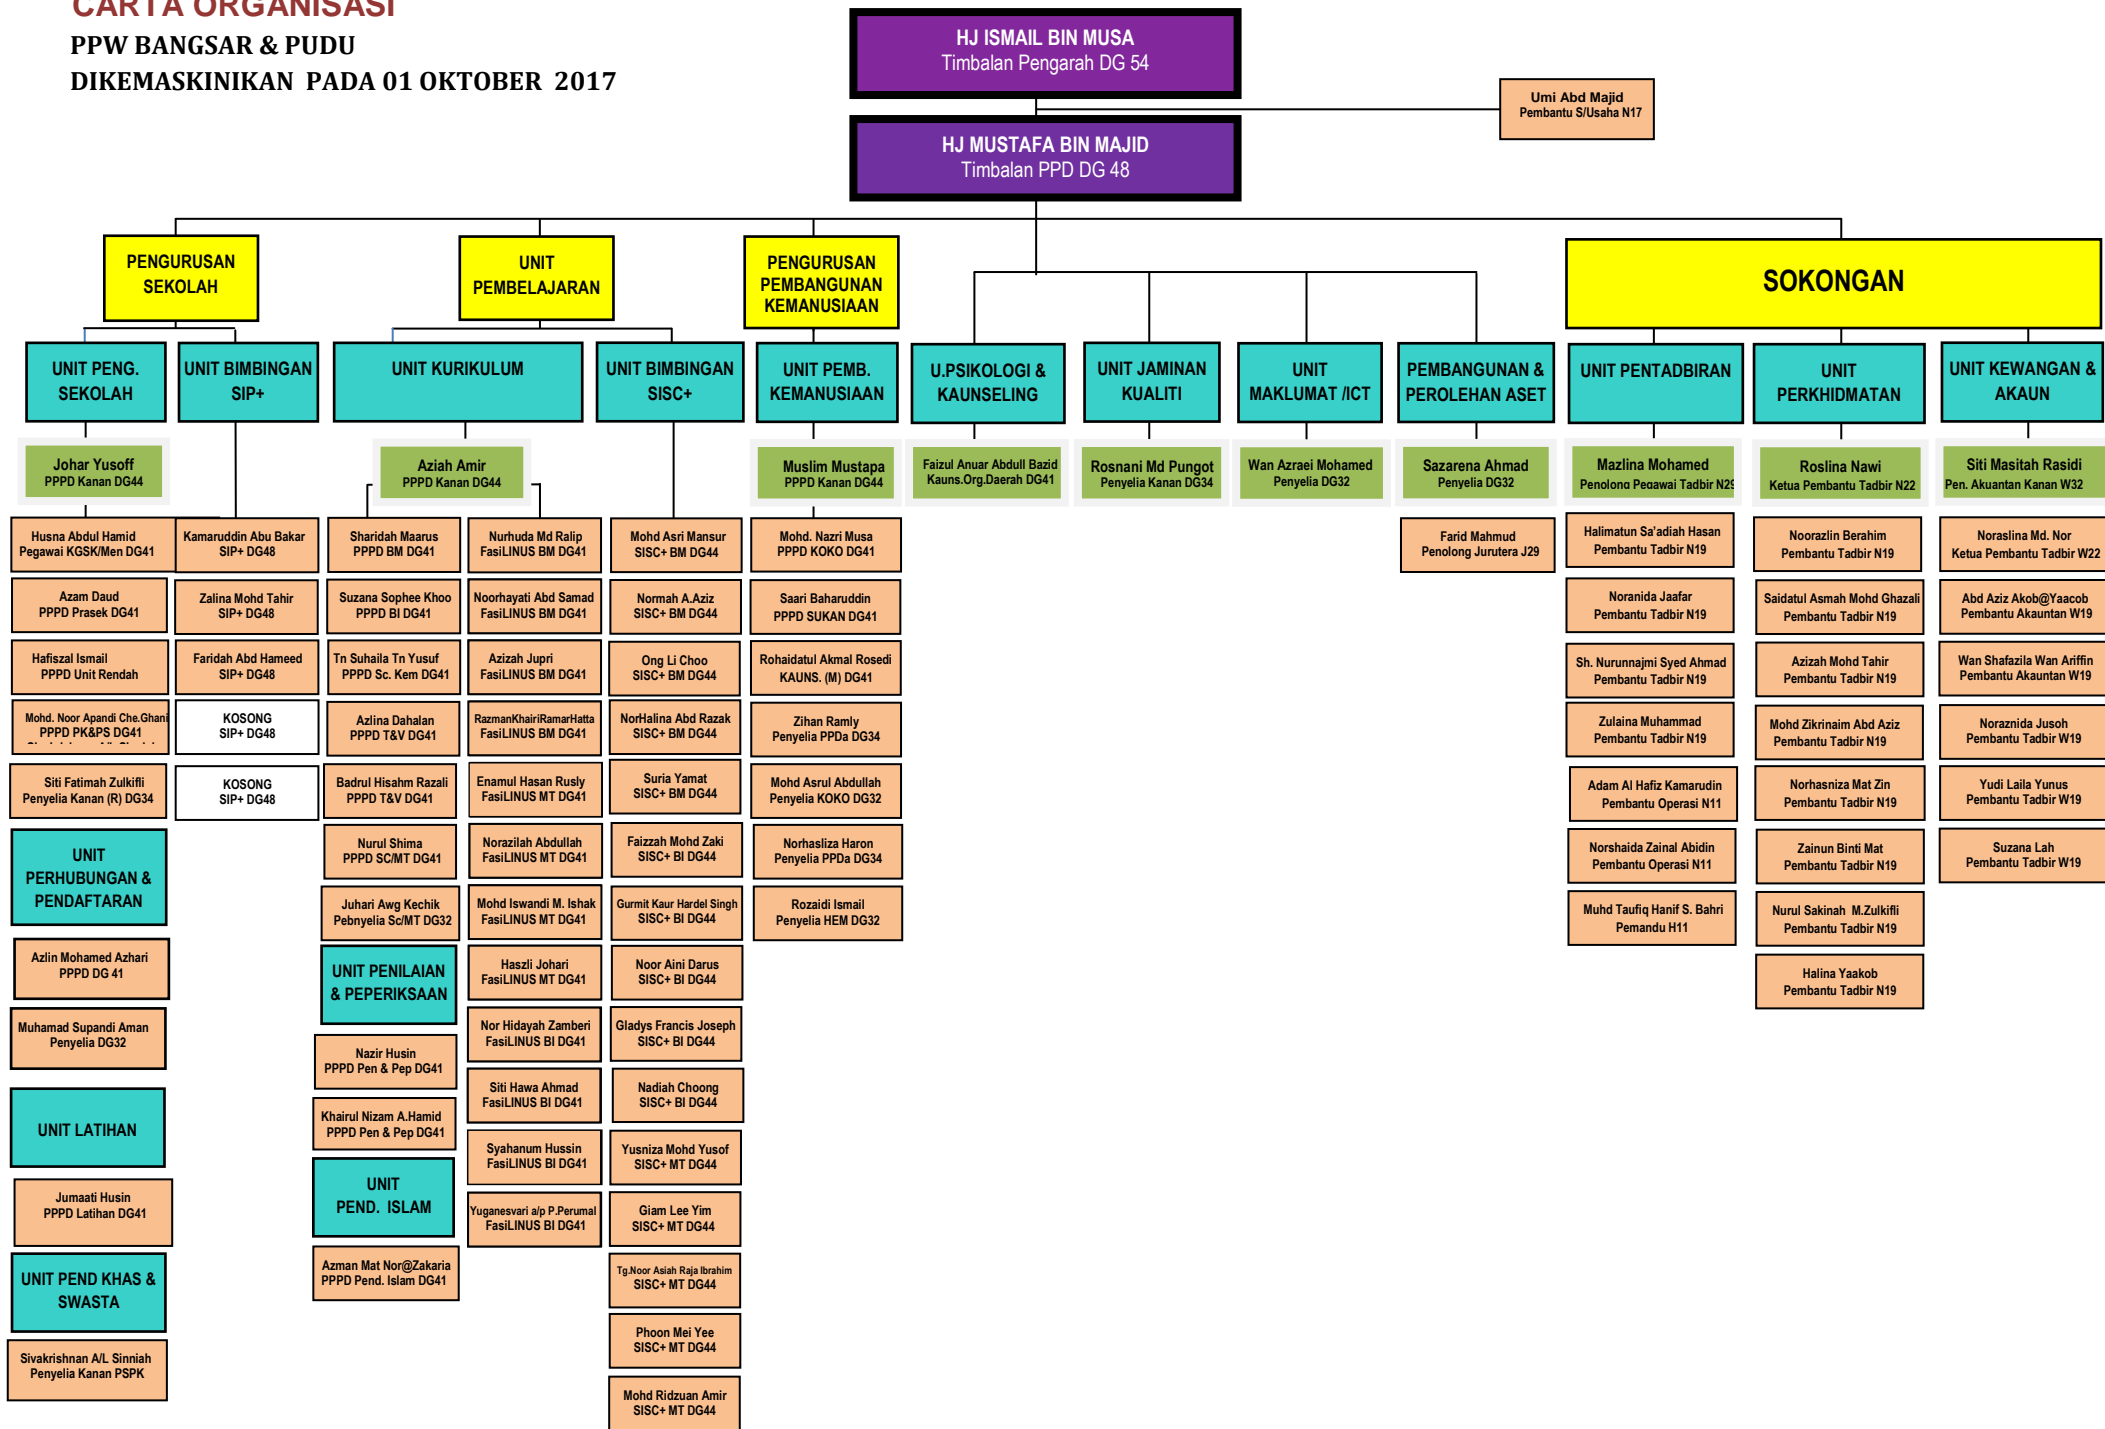 CARTA ORGANISASI
PPW BANGSAR & PUDU
DIKEMASKINIKAN PADA 01 OKTOBER 2017
HJ ISMAIL BIN MUSA
Timbalan Pengarah DG 54
Umi Abd Majid
Pembantu S/Usaha N17
HJ MUSTAFA BIN MAJID
Timbalan PPD DG 48
PENGURUSAN
SEKOLAH
UNIT
PEMBELAJARAN
PENGURUSAN
PEMBANGUNAN
KEMANUSIAAN
SOKONGAN
UNIT PENG.
SEKOLAH
UNIT BIMBINGAN
SIP+
UNIT KURIKULUM
UNIT BIMBINGAN
SISC+
UNIT PEMB.
KEMANUSIAAN
U.PSIKOLOGI &
KAUNSELING
UNIT JAMINAN
KUALITI
UNIT
MAKLUMAT /ICT
PEMBANGUNAN &
PEROLEHAN ASET
UNIT PENTADBIRAN
UNIT
PERKHIDMATAN
UNIT KEWANGAN &
AKAUN
Johar Yusoff
PPPD Kanan DG44
Aziah Amir
PPPD Kanan DG44
Muslim Mustapa
PPPD Kanan DG44
Faizul Anuar Abdull Bazid
Kauns.Org.Daerah DG41
Rosnani Md Pungot
Penyelia Kanan DG34
Wan Azraei Mohamed
Penyelia DG32
Sazarena Ahmad
Penyelia DG32
Mazlina Mohamed
Penolong Pegawai Tadbir N29
Roslina Nawi
Ketua Pembantu Tadbir N22
Siti Masitah Rasidi
Pen. Akuantan Kanan W32
Husna Abdul Hamid
Pegawai KGSK/Men DG41
Azam Daud
PPPD Prasek DG41
Hafiszal Ismail
PPPD Unit Rendah
Mohd. Noor Apandi Che.Ghani
PPPD PK&PS DG41
Siti Fatimah Zulkifli
Penyelia Kanan (R) DG34
UNIT
PERHUBUNGAN &
PENDAFTARAN
Azlin Mohamed Azhari
PPPD DG 41
Muhamad Supandi Aman
Penyelia DG32
UNIT LATIHAN
Jumaati Husin
PPPD Latihan DG41
UNIT PEND KHAS &
SWASTA
Sivakrishnan A/L Sinniah
Penyelia Kanan PSPK
Kamaruddin Abu Bakar
SIP+ DG48
Zalina Mohd Tahir
SIP+ DG48
Faridah Abd Hameed
SIP+ DG48
KOSONG
SIP+ DG48
KOSONG
SIP+ DG48
Sharidah Maarus
PPPD BM DG41
Suzana Sophee Khoo
PPPD BI DG41
Tn Suhaila Tn Yusuf
PPPD Sc. Kem DG41
Azlina Dahalan
PPPD T&V DG41
Badrul Hisahm Razali
PPPD T&V DG41
Nurul Shima
PPPD SC/MT DG41
Juhari Awg Kechik
Pebnyelia Sc/MT DG32
UNIT PENILAIAN
& PEPERIKSAAN
Nazir Husin
PPPD Pen & Pep DG41
Khairul Nizam A.Hamid
PPPD Pen & Pep DG41
UNIT
PEND. ISLAM
Azman Mat Nor@Zakaria
PPPD Pend. Islam DG41
Nurhuda Md Ralip
FasiLINUS BM DG41
Noorhayati Abd Samad
FasiLINUS BM DG41
Azizah Jupri
FasiLINUS BM DG41
RazmanKhairiRamarHatta
FasiLINUS BM DG41
Enamul Hasan Rusly
FasiLINUS MT DG41
Norazilah Abdullah
FasiLINUS MT DG41
Mohd Iswandi M. Ishak
FasiLINUS MT DG41
Haszli Johari
FasiLINUS MT DG41
Nor Hidayah Zamberi
FasiLINUS BI DG41
Siti Hawa Ahmad
FasiLINUS BI DG41
Syahanum Hussin
FasiLINUS BI DG41
Yuganesvari a/p P.Perumal
FasiLINUS BI DG41
Mohd Asri Mansur
SISC+ BM DG44
Normah A.Aziz
SISC+ BM DG44
Ong Li Choo
SISC+ BM DG44
NorHalina Abd Razak
SISC+ BM DG44
Suria Yamat
SISC+ BM DG44
Faizzah Mohd Zaki
SISC+ BI DG44
Gurmit Kaur Hardel Singh
SISC+ BI DG44
Noor Aini Darus
SISC+ BI DG44
Gladys Francis Joseph
SISC+ BI DG44
Nadiah Choong
SISC+ BI DG44
Yusniza Mohd Yusof
SISC+ MT DG44
Giam Lee Yim
SISC+ MT DG44
Tg.Noor Asiah Raja Ibrahim
SISC+ MT DG44
Phoon Mei Yee
SISC+ MT DG44
Mohd Ridzuan Amir
SISC+ MT DG44
Mohd. Nazri Musa
PPPD KOKO DG41
Saari Baharuddin
PPPD SUKAN DG41
Rohaidatul Akmal Rosedi
KAUNS. (M) DG41
Zihan Ramly
Penyelia PPDa DG34
Mohd Asrul Abdullah
Penyelia KOKO DG32
Norhasliza Haron
Penyelia PPDa DG34
Rozaidi Ismail
Penyelia HEM DG32
Farid Mahmud
Penolong Jurutera J29
Halimatun Sa'adiah Hasan
Pembantu Tadbir N19
Noranida Jaafar
Pembantu Tadbir N19
Sh. Nurunnajmi Syed Ahmad
Pembantu Tadbir N19
Zulaina Muhammad
Pembantu Tadbir N19
Adam Al Hafiz Kamarudin
Pembantu Operasi N11
Norshaida Zainal Abidin
Pembantu Operasi N11
Muhd Taufiq Hanif S. Bahri
Pemandu H11
Noorazlin Berahim
Pembantu Tadbir N19
Saidatul Asmah Mohd Ghazali
Pembantu Tadbir N19
Azizah Mohd Tahir
Pembantu Tadbir N19
Mohd Zikrinaim Abd Aziz
Pembantu Tadbir N19
Norhasniza Mat Zin
Pembantu Tadbir N19
Zainun Binti Mat
Pembantu Tadbir N19
Nurul Sakinah M.Zulkifli
Pembantu Tadbir N19
Halina Yaakob
Pembantu Tadbir N19
Noraslina Md. Nor
Ketua Pembantu Tadbir W22
Abd Aziz Akob@Yaacob
Pembantu Akauntan W19
Wan Shafazila Wan Ariffin
Pembantu Akauntan W19
Noraznida Jusoh
Pembantu Tadbir W19
Yudi Laila Yunus
Pembantu Tadbir W19
Suzana Lah
Pembantu Tadbir W19